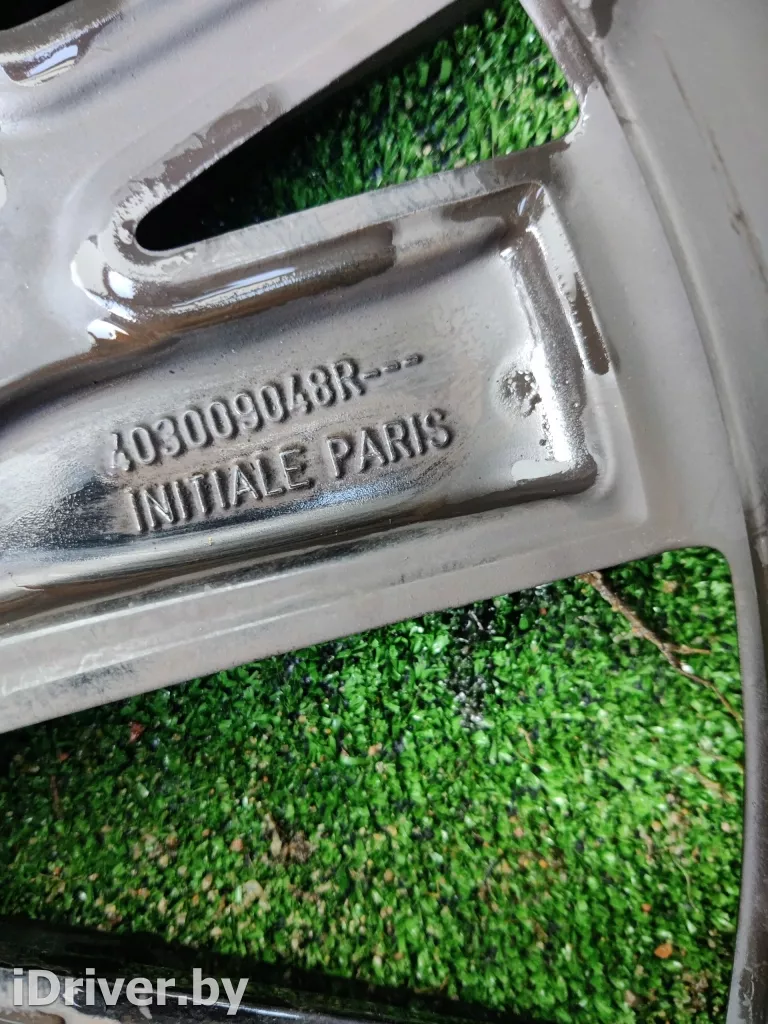 403009048R---
INITIALE PARIS
iDriver.by